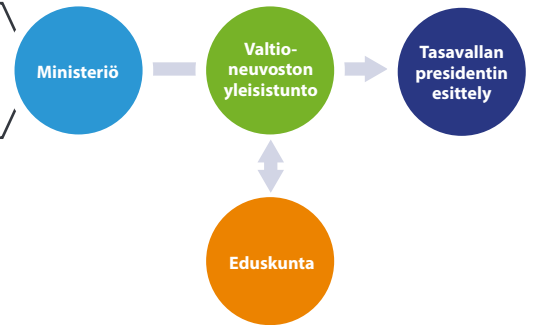 Ministeriö
Valtio-
neuvoston
yleisistunto
Tasavallan
presidentin
esittely
Eduskunta